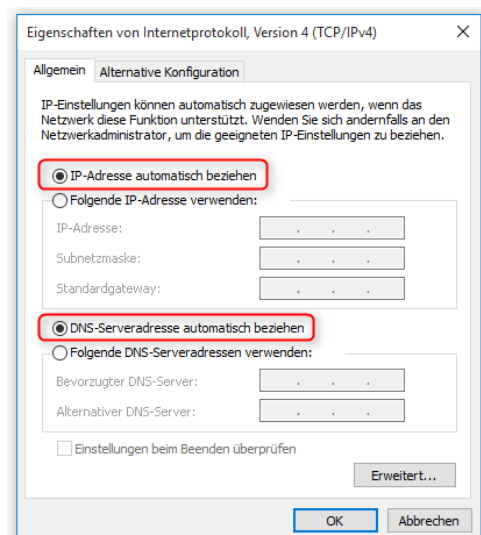 Eigenschaften von Internetprotokoll, Version 4 (TCP/IPv4)
Allgemein Alternative Konfiguration
IP-Einstellungen können automatisch zugewiesen werden, wenn das
Netzwerk diese Funktion unterstützt. Wenden Sie sich andernfalls an den
Netzwerkadministrator, um die geeigneten IP-Einstellungen zu beziehen.
IP-Adresse automatisch beziehen
Folgende IP-Adresse verwenden:
IP-Adresse:
Subnetzmaske:
Standardgateway:
DNS-Serveradresse automatisch beziehen
Folgende DNS-Serveradressen verwenden:
Bevorzugter DNS-Server:
Alternativer DNS-Server:
Einstellungen beim Beenden überprüfen
Erweitert...
OK Abbrechen